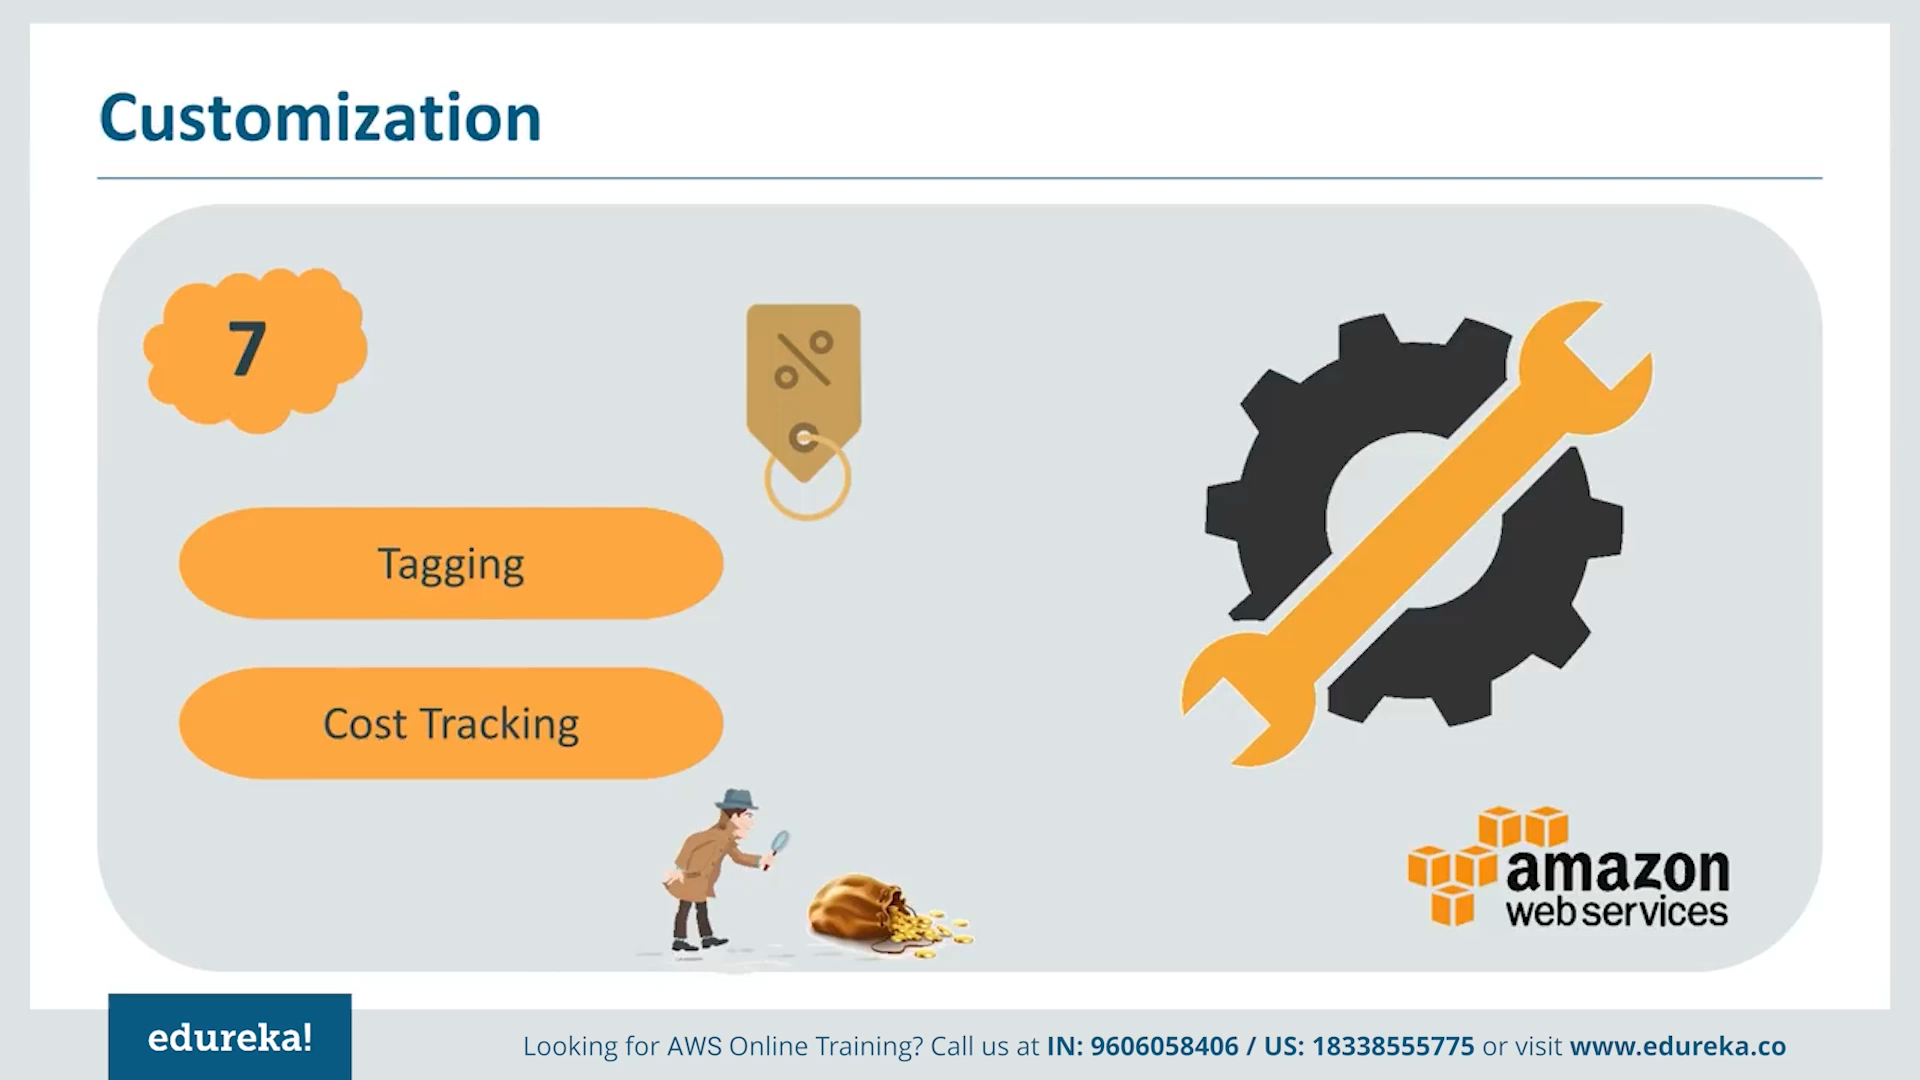 Customization
7
%
Tagging
Cost Tracking
amazon
web services
edureka!
Looking for AWS Online Training? Call us at IN: 9606058406 / US: 18338555775 or visit www.edureka.co